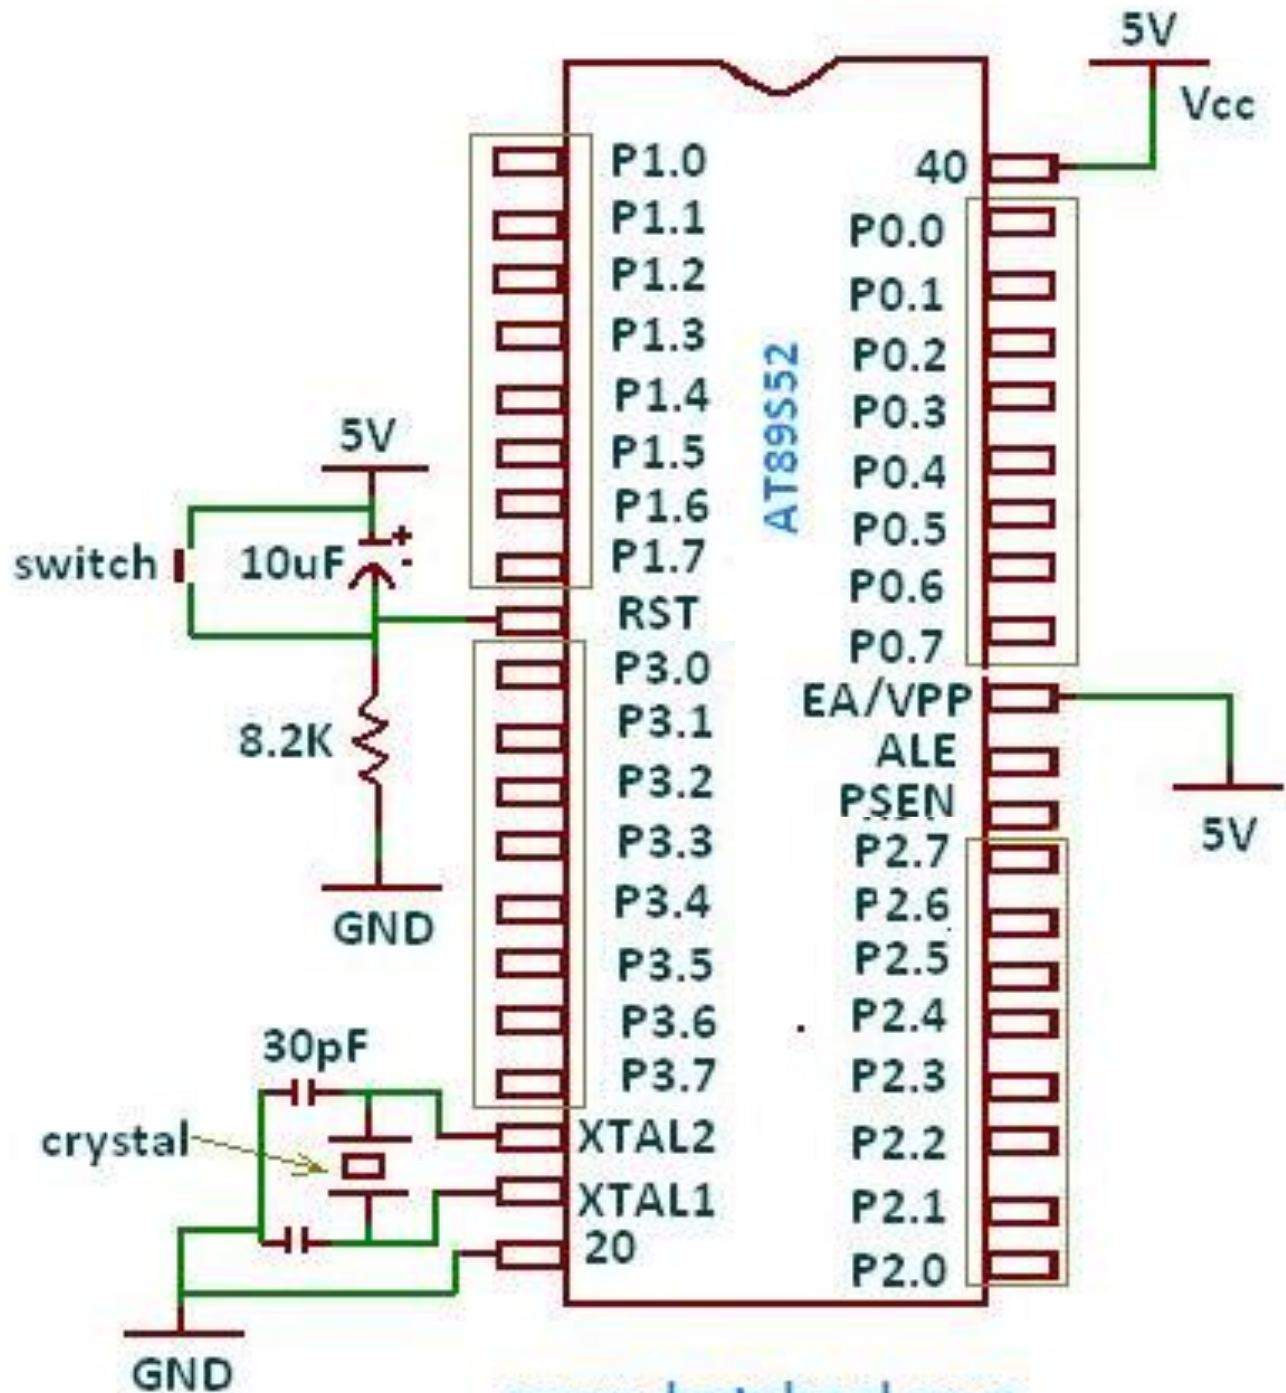 5V
Vcc
P1.0
P1.1
P1.2
P1.3
P1.4
P1.5
P1.6
P1.7
RST
P3.0
P3.1
P3.2
P3.3
P3.4
P3.5
P3.6
P3.7
XTAL2
XTAL1
20
AT89S52
40
P0.0
P0.1
P0.2
P0.3
P0.4
P0.5
P0.6
P0.7
EA/VPP
ALE
PSEN
P2.7
P2.6
P2.5
P2.4
P2.3
P2.2
P2.1
P2.0
5V
5V
switch
10uF
+
-
8.2K
GND
30pF
crystal
GND